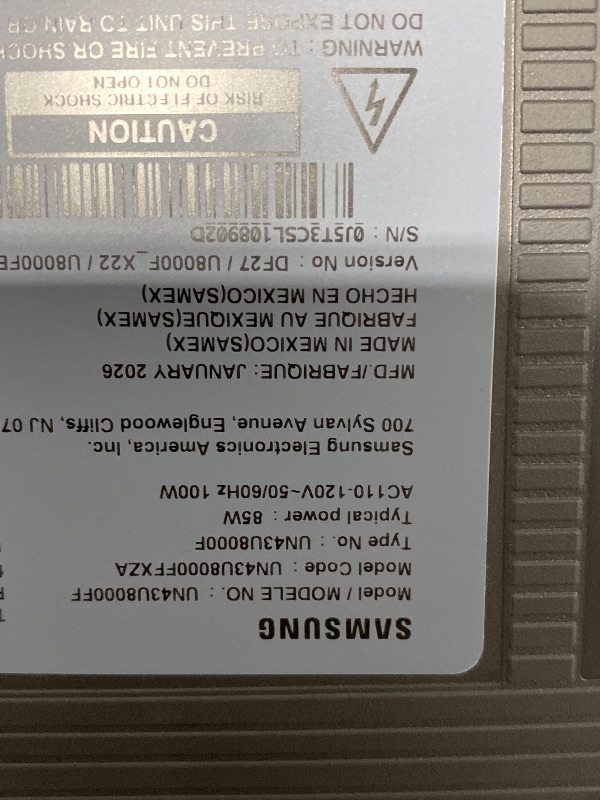 SAMSUNG
Model / MODELE NO. : UN43U8000FF
Model Code : UN43U8000FFXZA
Type No. : UN43U8000F
Typical power : 85W
AC110-120V~50/60Hz 100W
Samsung Electronics America, Inc.
700 Sylvan Avenue, Englewood Cliffs, NJ 07
MFD./FABRIQUE: JANUARY 2026
MADE IN MEXICO(SAMEX)
FABRIQUE AU MEXIQUE(SAMEX)
HECHO EN MEXICO(SAMEX)
Version No : DF27 / U8000F_X22 / U8000FE
S/N : 0J5T3CSL108902D
CAUTION
RISK OF ELECTRIC SHOCK
DO NOT OPEN
WARNING : TO PREVENT FIRE OR SHOCK
DO NOT EXPOSE THIS UNIT TO RAIN OR